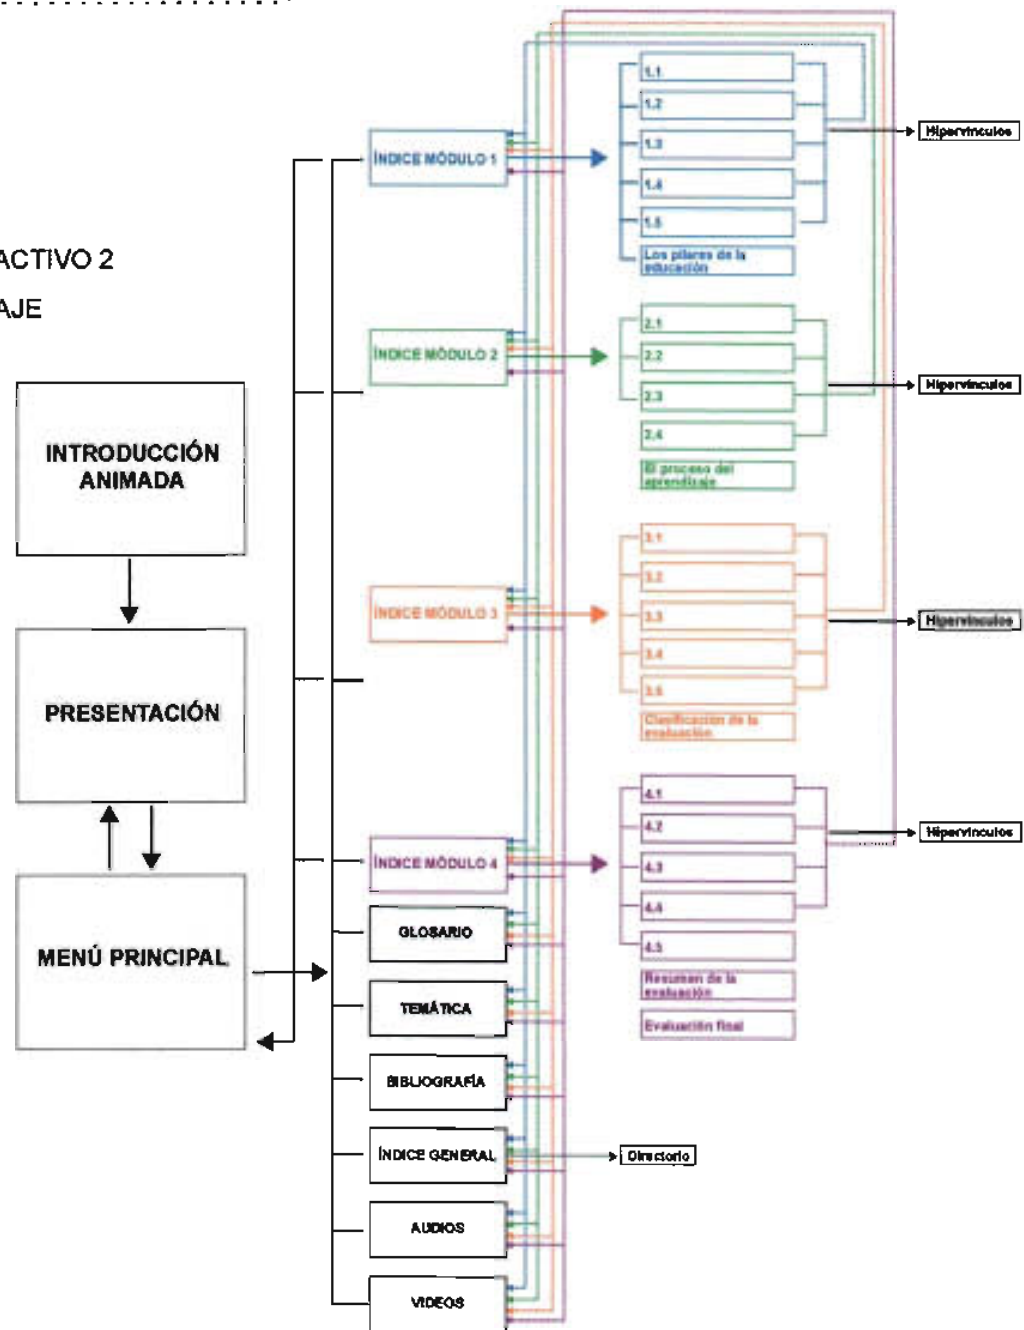 ACTIVO 2
AJE
INTRODUCCIÓN
ANIMADA
PRESENTACIÓN
MENÚ PRINCIPAL
ÍNDICE MÓDULO 1
1.1
1.2
1.3
1.4
1.5
Los pilares de la
educación
Hipervínculos
ÍNDICE MÓDULO 2
2.1
2.2
2.3
2.4
El proceso del
aprendizaje
Hipervínculos
ÍNDICE MÓDULO 3
3.1
3.2
3.3
3.4
3.5
Clasificación de la
evaluación
Hipervínculos
ÍNDICE MÓDULO 4
4.1
4.2
4.3
4.4
4.5
Resumen de la
evaluación
Evaluación final
Hipervínculos
GLOSARIO
TEMÁTICA
BIBLIOGRAFÍA
ÍNDICE GENERAL
Directorio
AUDIOS
VIDEOS